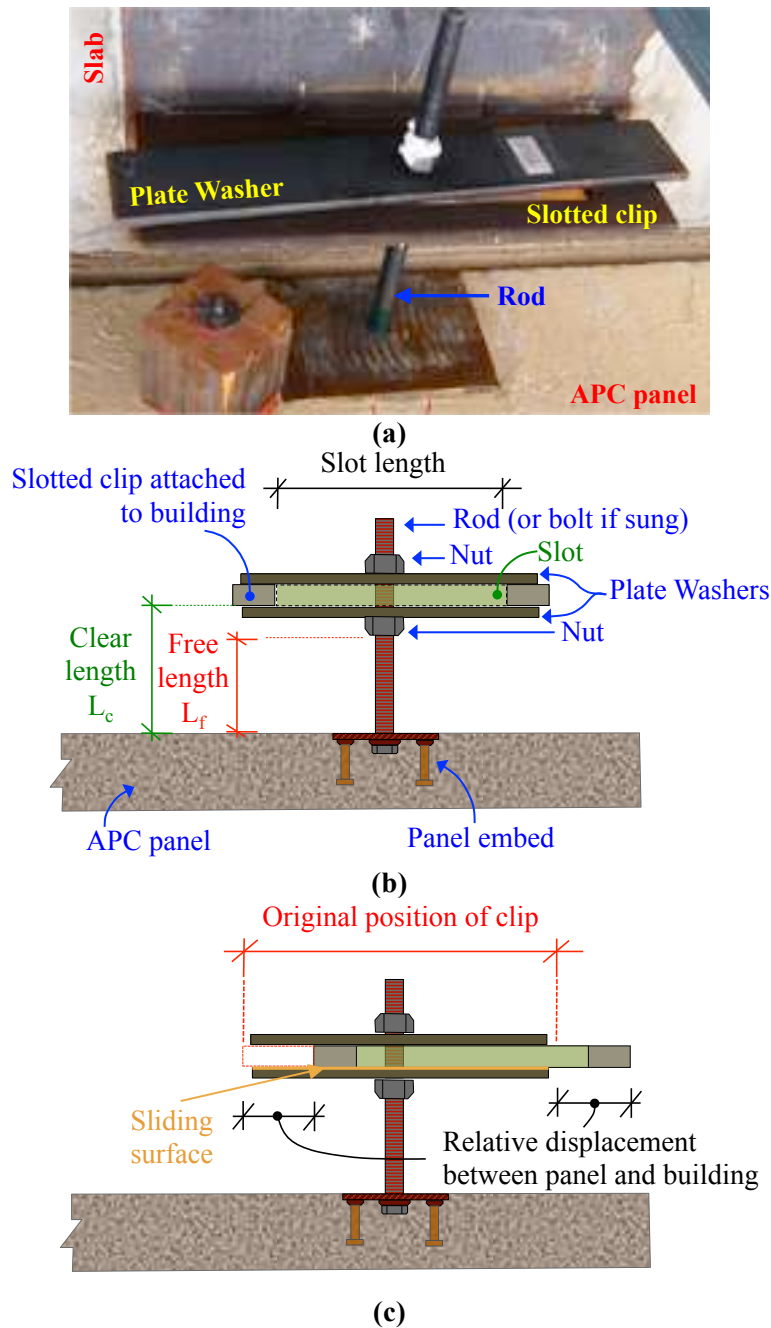 Slab
Plate Washer
Slotted clip
Rod
APC panel
(a)
Slot length
Slotted clip attached
to building
Rod (or bolt if sung)
Nut
Slot
Plate Washers
Nut
Clear
length
Lc
Free
length
Lf
APC panel
Panel embed
(b)
Original position of clip
Sliding
surface
Relative displacement
between panel and building
(c)